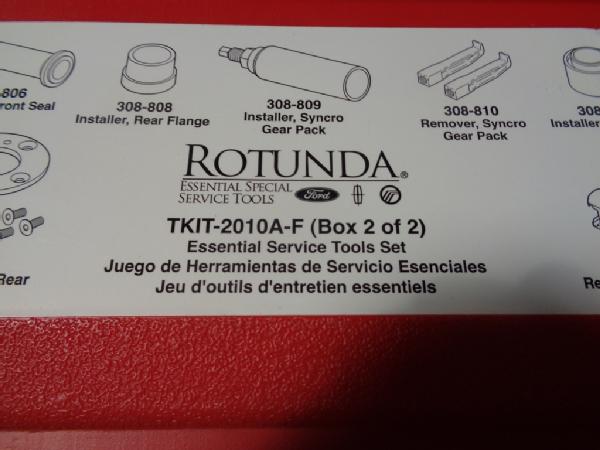 -806
ront Seal
308-808
Installer, Rear Flange
308-809
Installer, Syncro
Gear Pack
308-810
Remover, Syncro
Gear Pack
308
Installer
ROTUNDA®
ESSENTIAL SPECIAL
SERVICE TOOLS
Ford
TKIT-2010A-F (Box 2 of 2)
Essential Service Tools Set
Juego de Herramientas de Servicio Esenciales
Jeu d'outils d'entretien essentiels
Rear
Re